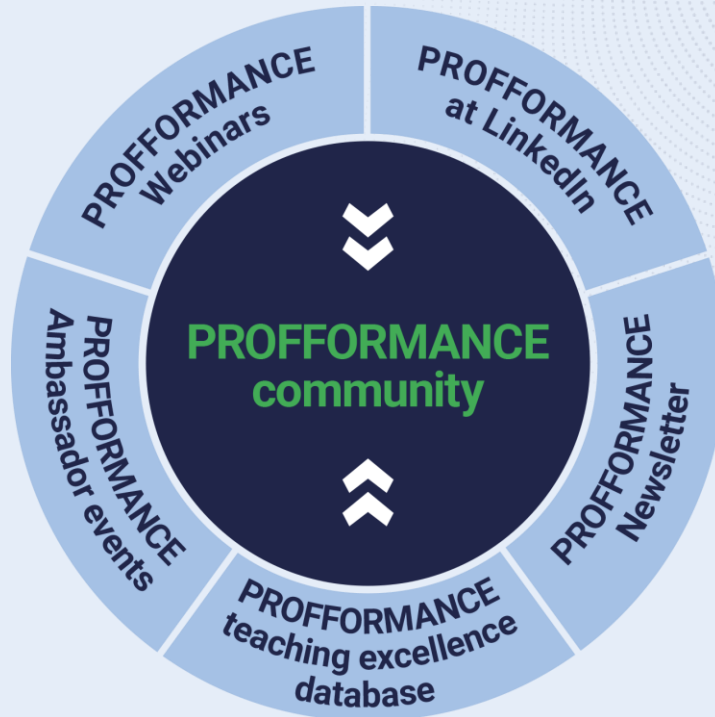 PROFFORMANCE
Webinars
PROFFORMANCE
at LinkedIn
PROFFORMANCE
Newsletter
PROFFORMANCE
teaching excellence
database
PROFFORMANCE
Ambassador events
PROFFORMANCE
community